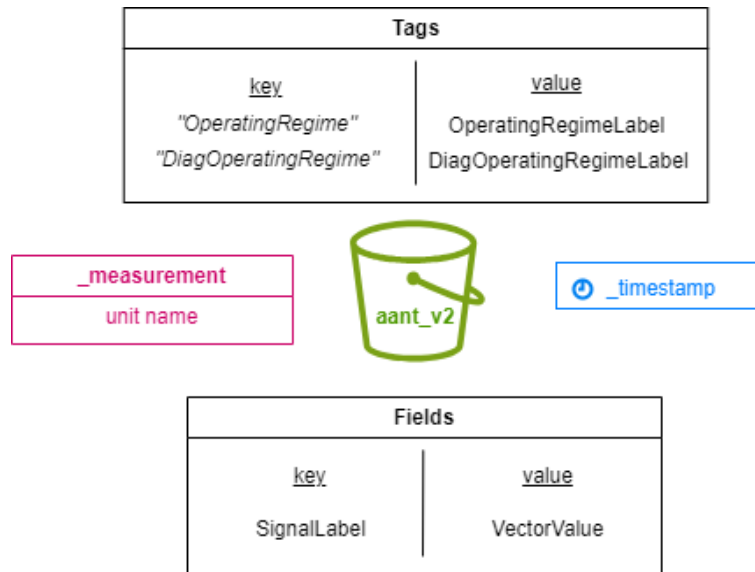 Tags
key value
"OperatingRegime" OperatingRegimeLabel
"DiagOperatingRegime" DiagOperatingRegimeLabel
_measurement
unit name
aant_v2
_timestamp
Fields
key value
SignalLabel VectorValue